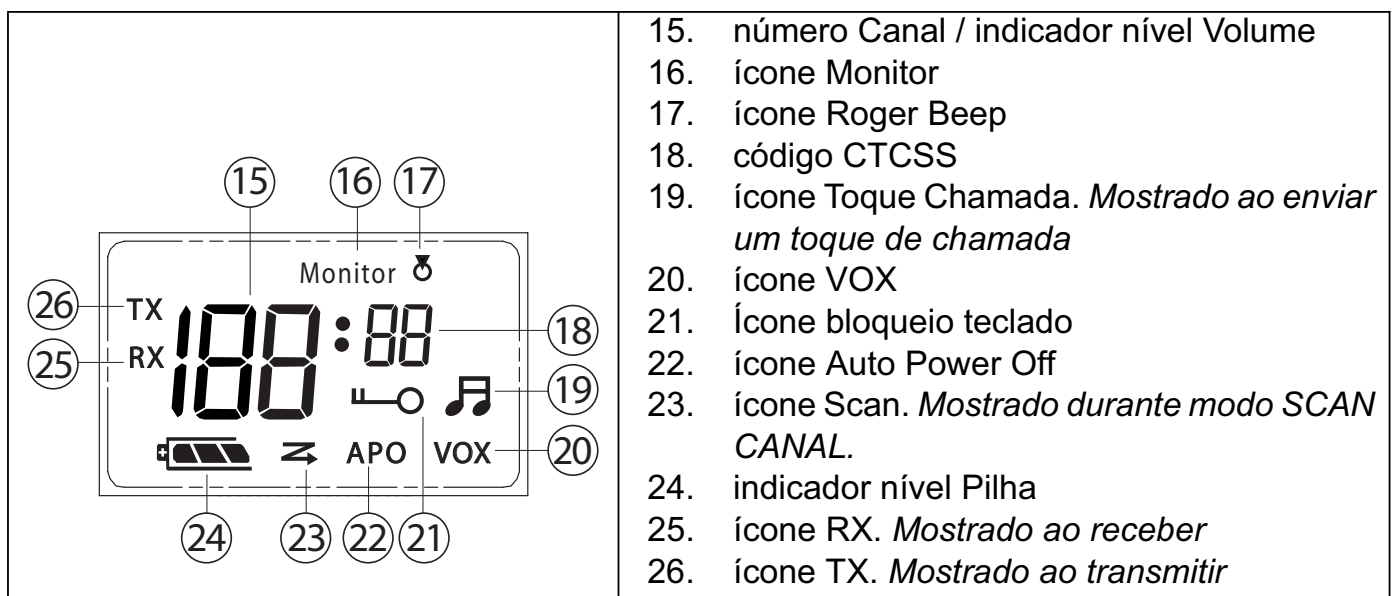 15 16 17
Monitor
26 TX 188:88 18
25 RX
19
APO VOX 20
24 23 22 21
15. número Canal / indicador nível Volume
16. ícone Monitor
17. ícone Roger Beep
18. código CTCSS
19. ícone Toque Chamada. Mostrado ao enviar
um toque de chamada
20. ícone VOX
21. Ícone bloqueio teclado
22. ícone Auto Power Off
23. ícone Scan. Mostrado durante modo SCAN
CANAL.
24. indicador nível Pilha
25. ícone RX. Mostrado ao receber
26. ícone TX. Mostrado ao transmitir